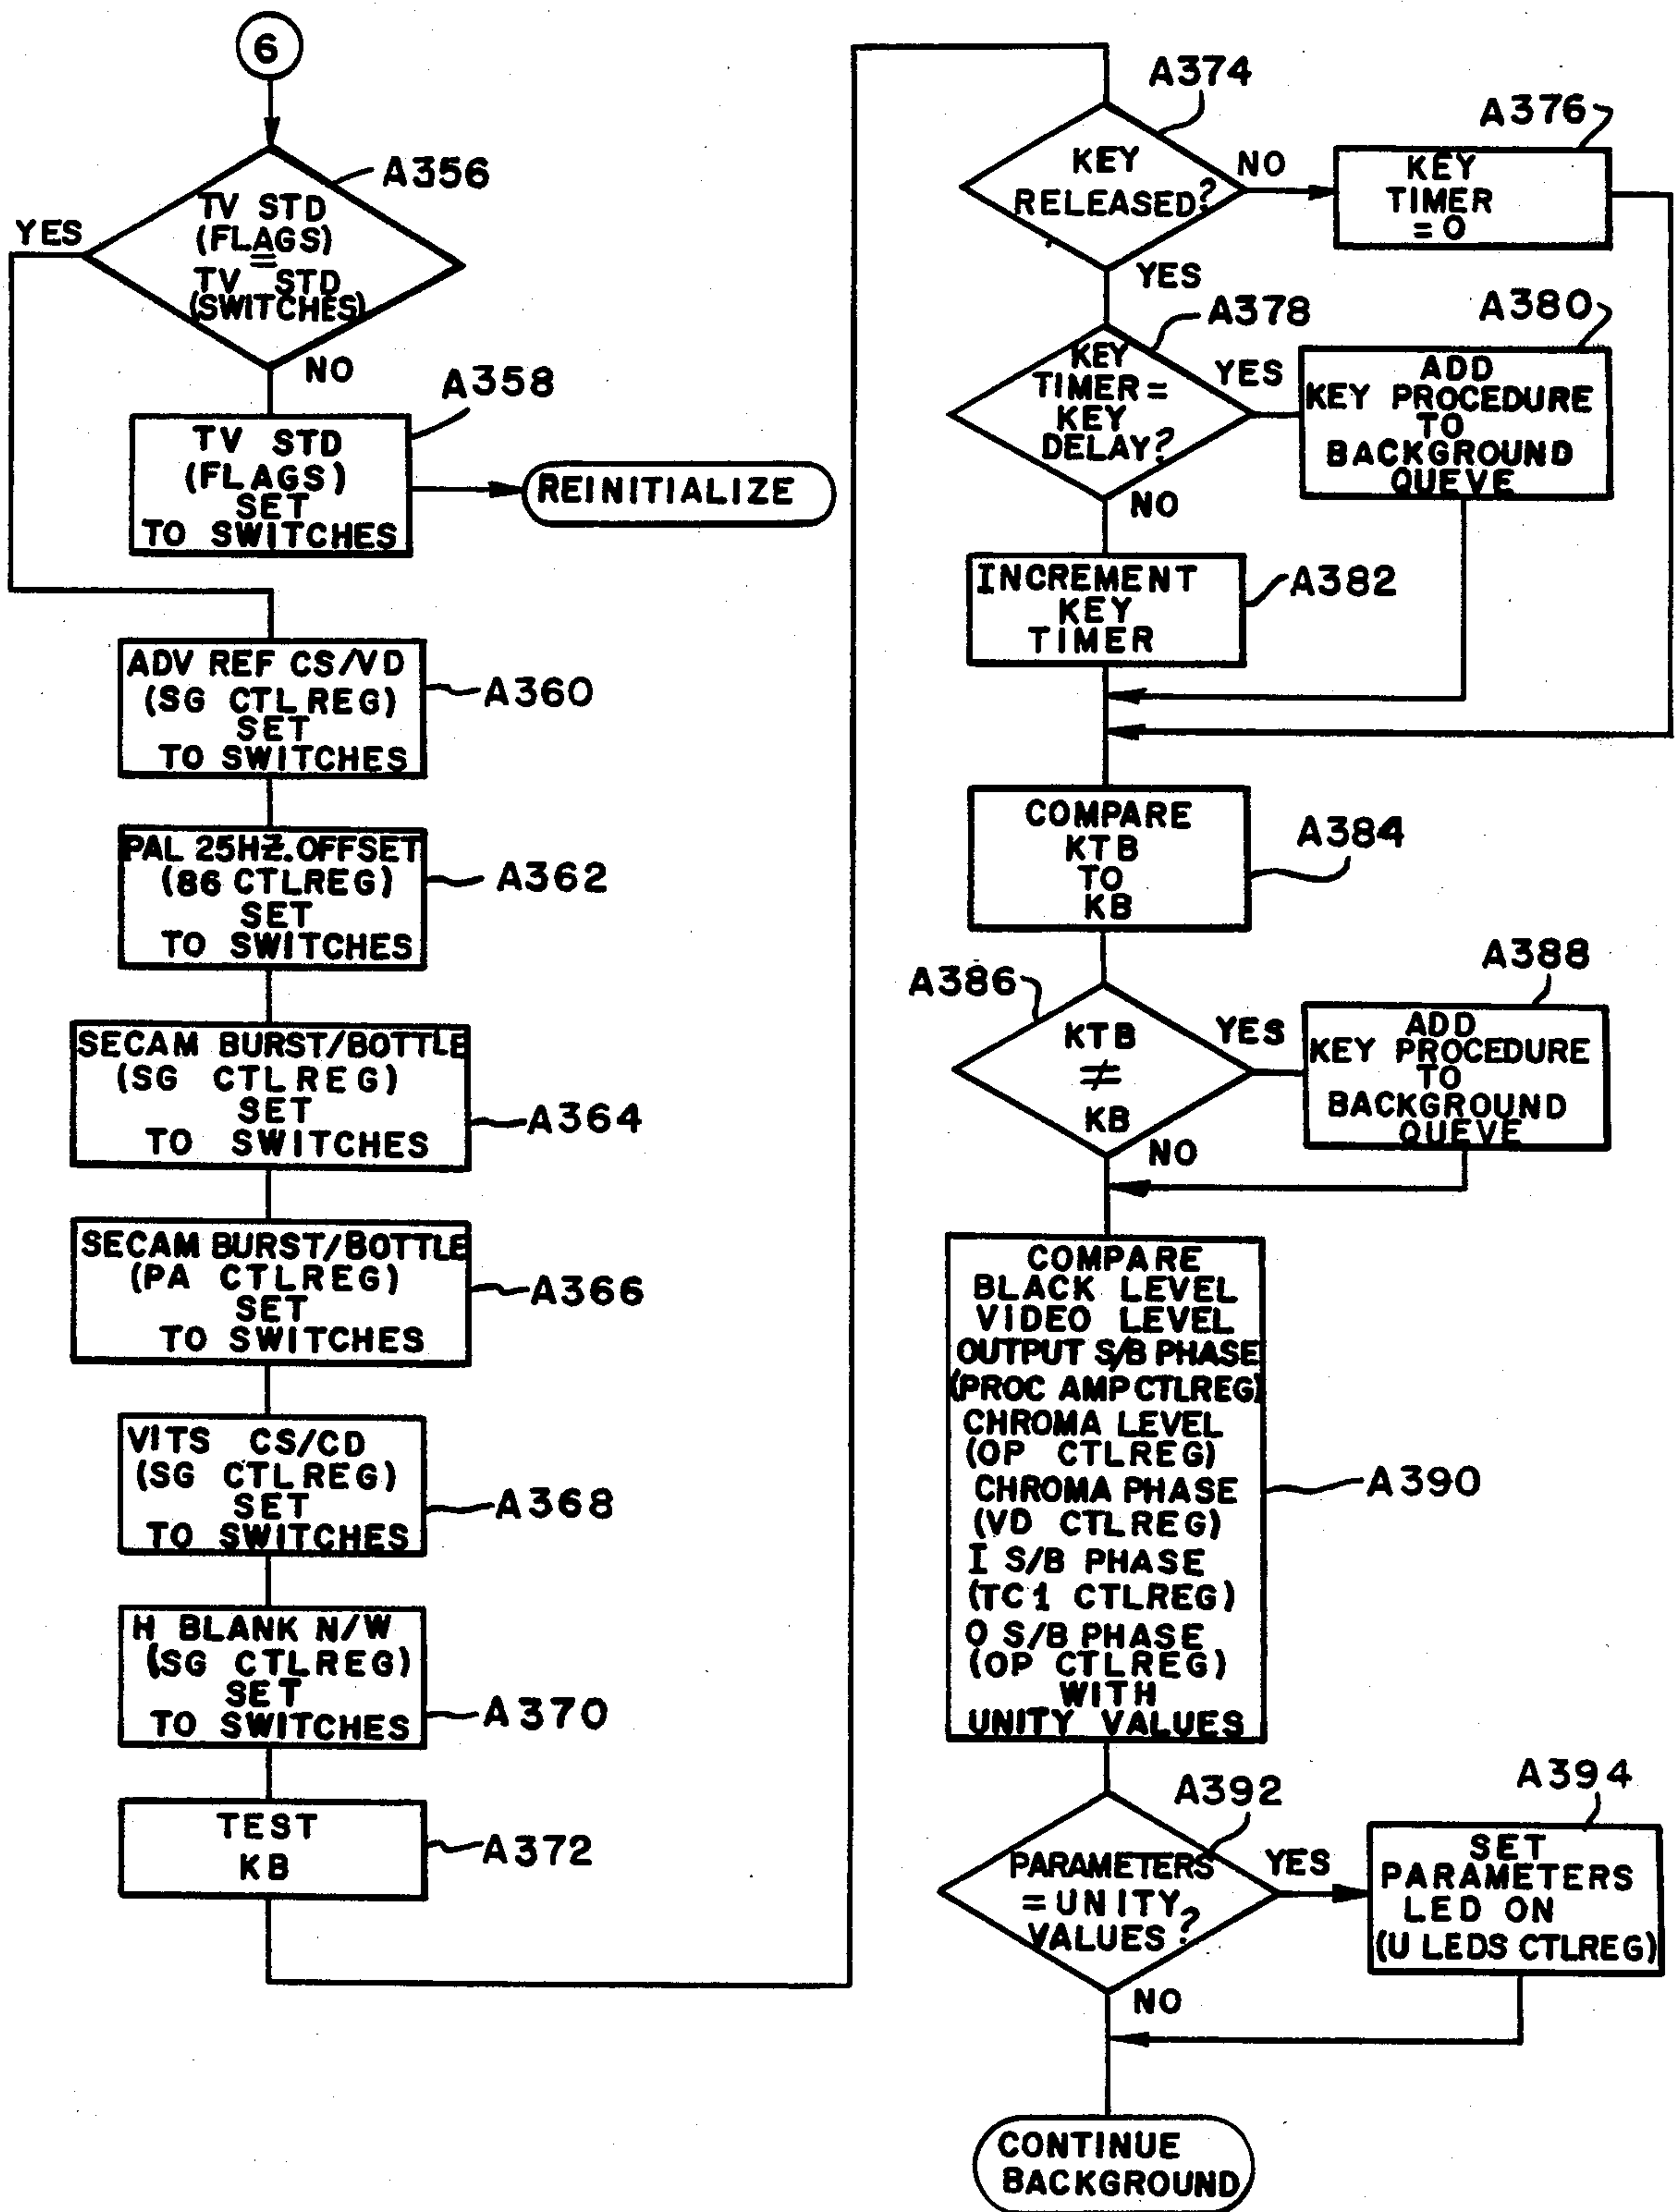 6
A356
TV STD
(FLAGS)
=
TV STD
(SWITCHES)
YES
NO
A358
TV STD
(FLAGS)
SET
TO SWITCHES
REINITIALIZE
ADV REF CS/VD
(SG CTLREG)
SET
TO SWITCHES
A360
PAL 25HZ.OFFSET
(86 CTLREG)
SET
TO SWITCHES
A362
SECAM BURST/BOTTLE
(SG CTLREG)
SET
TO SWITCHES
A364
SECAM BURST/BOTTLE
(PA CTLREG)
SET
TO SWITCHES
A366
VITS CS/CD
(SG CTLREG)
SET
TO SWITCHES
A368
H BLANK N/W
(SG CTLREG)
SET
TO SWITCHES
A370
TEST
KB
A372
A374
KEY
RELEASED?
NO
YES
A376
KEY
TIMER
= 0
A378
KEY
TIMER =
KEY
DELAY?
YES
NO
A380
ADD
KEY PROCEDURE
TO
BACKGROUND
QUEVE
INCREMENT
KEY
TIMER
A382
COMPARE
KTB
TO
KB
A384
A386
KTB
≠
KB
YES
NO
A388
ADD
KEY PROCEDURE
TO
BACKGROUND
QUEVE
COMPARE
BLACK LEVEL
VIDEO LEVEL
OUTPUT S/B PHASE
(PROC AMP CTLREG)
CHROMA LEVEL
(OP CTLREG)
CHROMA PHASE
(VD CTLREG)
I S/B PHASE
(TC1 CTLREG)
O S/B PHASE
(OP CTLREG)
WITH
UNITY VALUES
A390
A392
PARAMETERS
= UNITY
VALUES?
YES
NO
A394
SET
PARAMETERS
LED ON
(U LEDS CTLREG)
CONTINUE
BACKGROUND